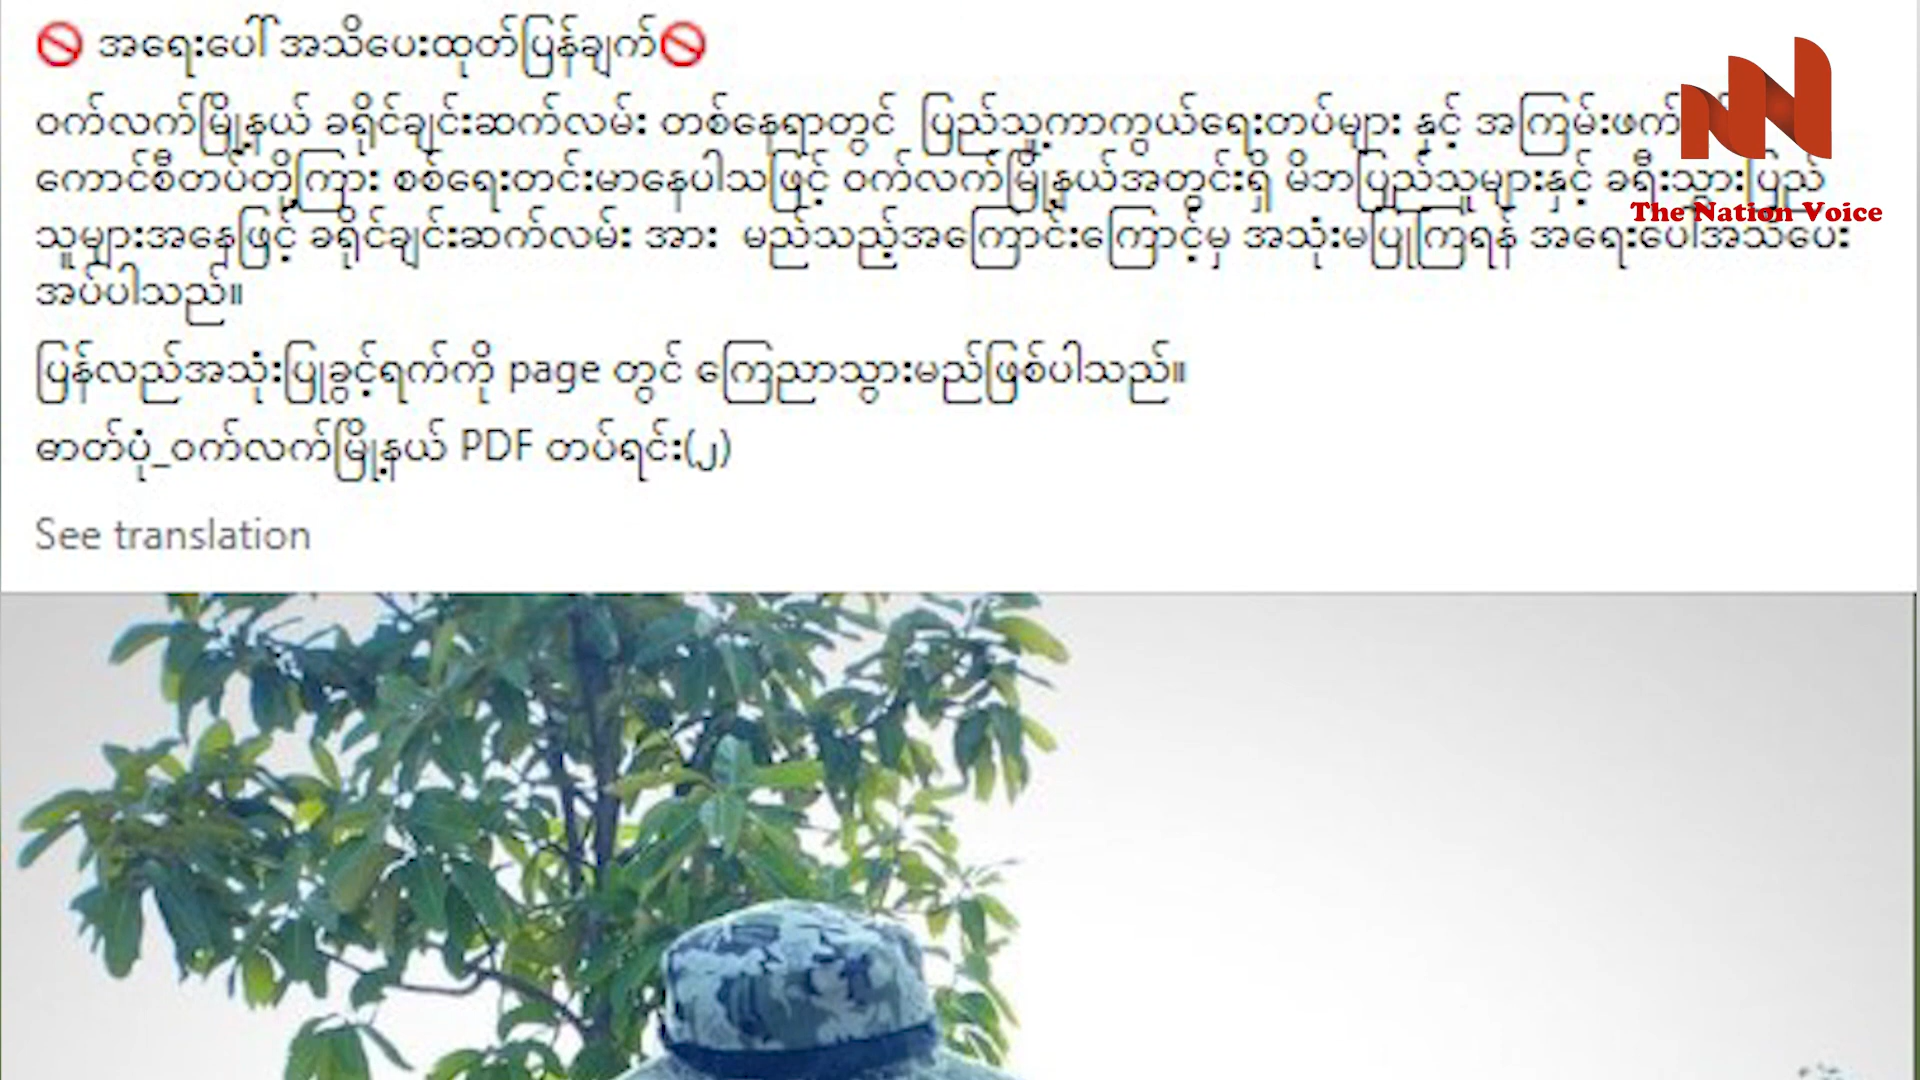 🚫 အရေးပေါ် အသိပေးထုတ်ပြန်ချက်🚫
ဝက်လက်မြို့နယ် ခရိုင်ချင်းဆက်လမ်း တစ်နေရာတွင် ပြည်သူ့ကာကွယ်ရေးတပ်များ နှင့် အကြမ်းဖက်
ကောင်စီတပ်တို့ကြား စစ်ရေးတင်းမာနေပါသဖြင့် ဝက်လက်မြို့နယ်အတွင်းရှိ မိဘပြည်သူများနှင့် ခရီးသွားပြည်
သူများအနေဖြင့် ခရိုင်ချင်းဆက်လမ်း အား မည်သည့်အကြောင်းကြောင့်မှ အသုံးမပြုကြရန် အရေးပေါ်အသိပေး
အပ်ပါသည်။
ပြန်လည်အသုံးပြုခွင့်ရက်ကို page တွင် ကြေညာသွားမည်ဖြစ်ပါသည်။
ဓာတ်ပုံ_ဝက်လက်မြို့နယ် PDF တပ်ရင်း(၂)
See translation
The Nation Voice